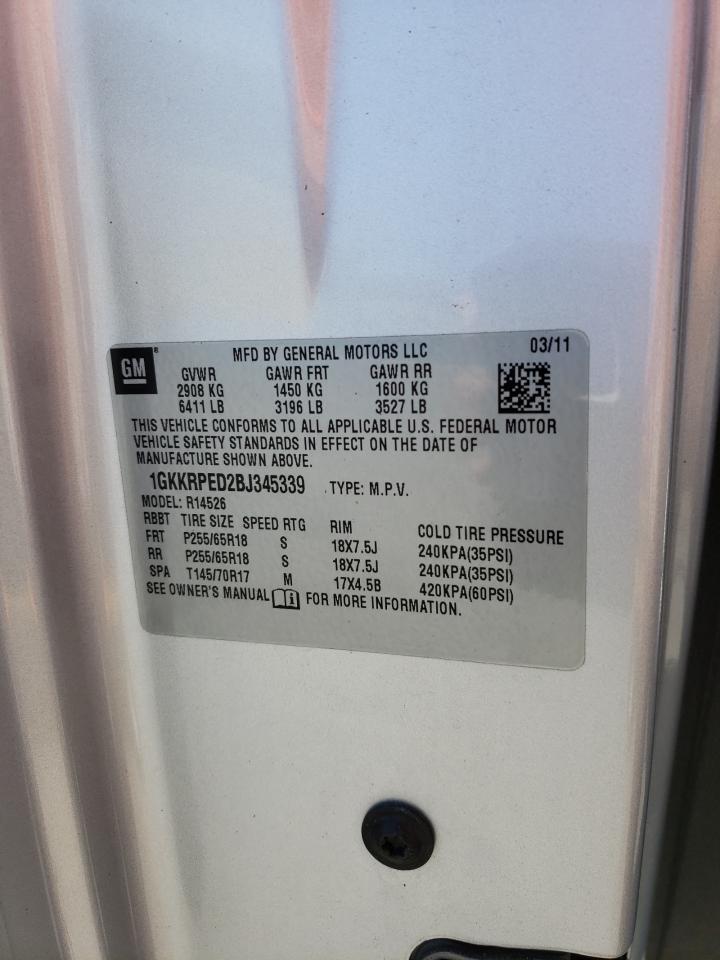 GM ®
MFD BY GENERAL MOTORS LLC 03/11
GVWR GAWR FRT GAWR RR
2908 KG 1450 KG 1600 KG
6411 LB 3196 LB 3527 LB
THIS VEHICLE CONFORMS TO ALL APPLICABLE U.S. FEDERAL MOTOR
VEHICLE SAFETY STANDARDS IN EFFECT ON THE DATE OF
MANUFACTURE SHOWN ABOVE.
1GKKRPED2BJ345339 TYPE: M.P.V.
MODEL: R14526
RBBT TIRE SIZE SPEED RTG RIM COLD TIRE PRESSURE
FRT P255/65R18 S 18X7.5J 240KPA(35PSI)
RR P255/65R18 S 18X7.5J 240KPA(35PSI)
SPA T145/70R17 M 17X4.5B 420KPA(60PSI)
SEE OWNER'S MANUAL i FOR MORE INFORMATION.